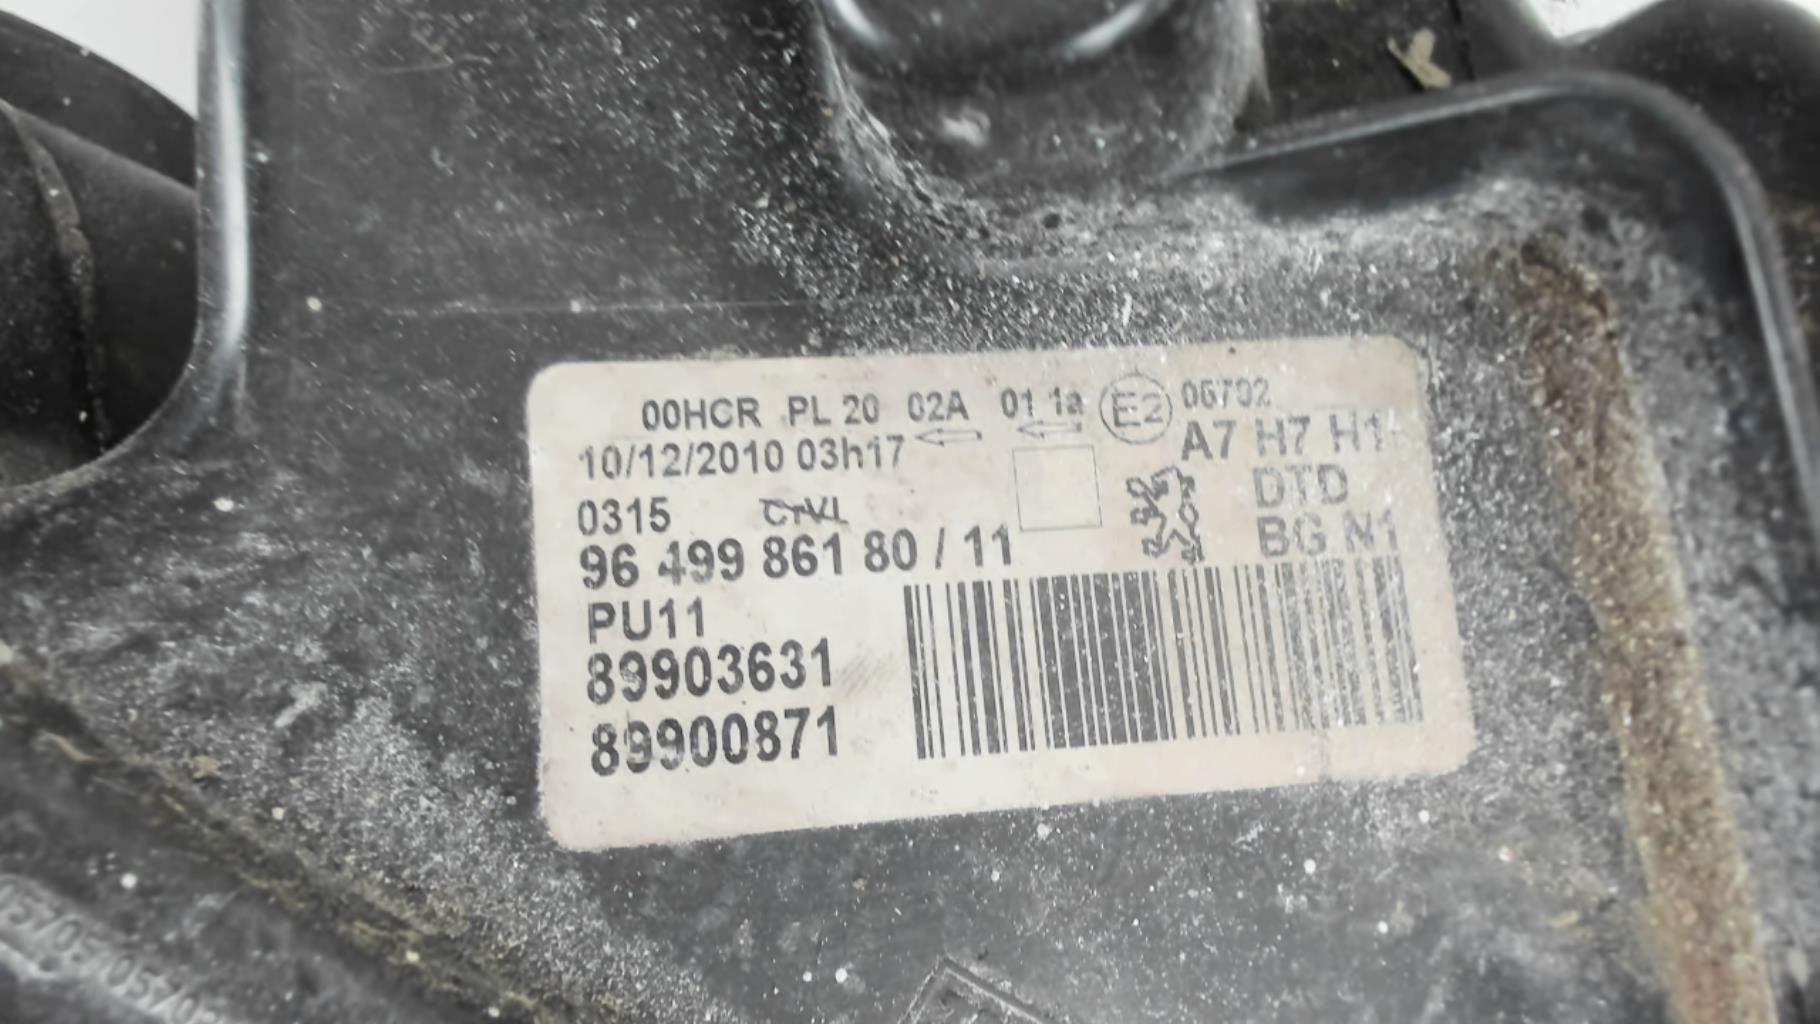 00HCR PL 20 02A 01 1a E2 05702
10/12/2010 03h17 A7 H7 H1
0315 DTD
96 499 861 80 / 11 BG N1
PU11
89903631
89900871